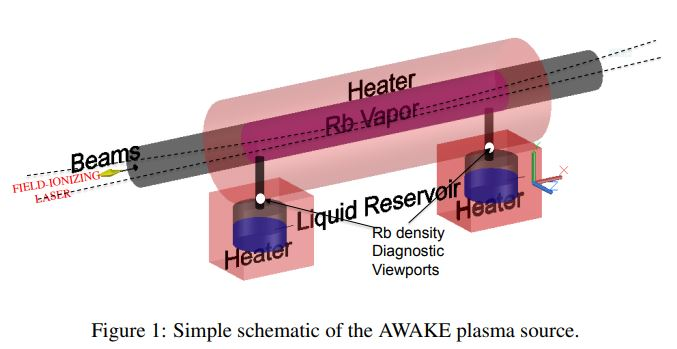 Heater
Rb Vapor
Beams
FIELD-IONIZING
LASER
Liquid Reservoir
Heater
Heater
Rb density
Diagnostic
Viewports
X
Z
Figure 1: Simple schematic of the AWAKE plasma source.